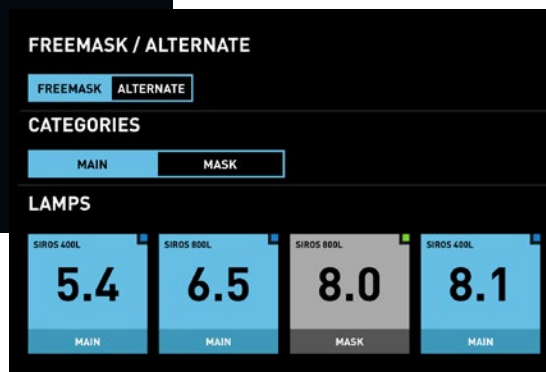 FREEMASK / ALTERNATE
FREEMASK ALTERNATE
CATEGORIES
MAIN MASK
LAMPS
SIROS 400L SIROS 800L SIROS 800L SIROS 400L
5.4 6.5 8.0 8.1
MAIN MAIN MASK MAIN